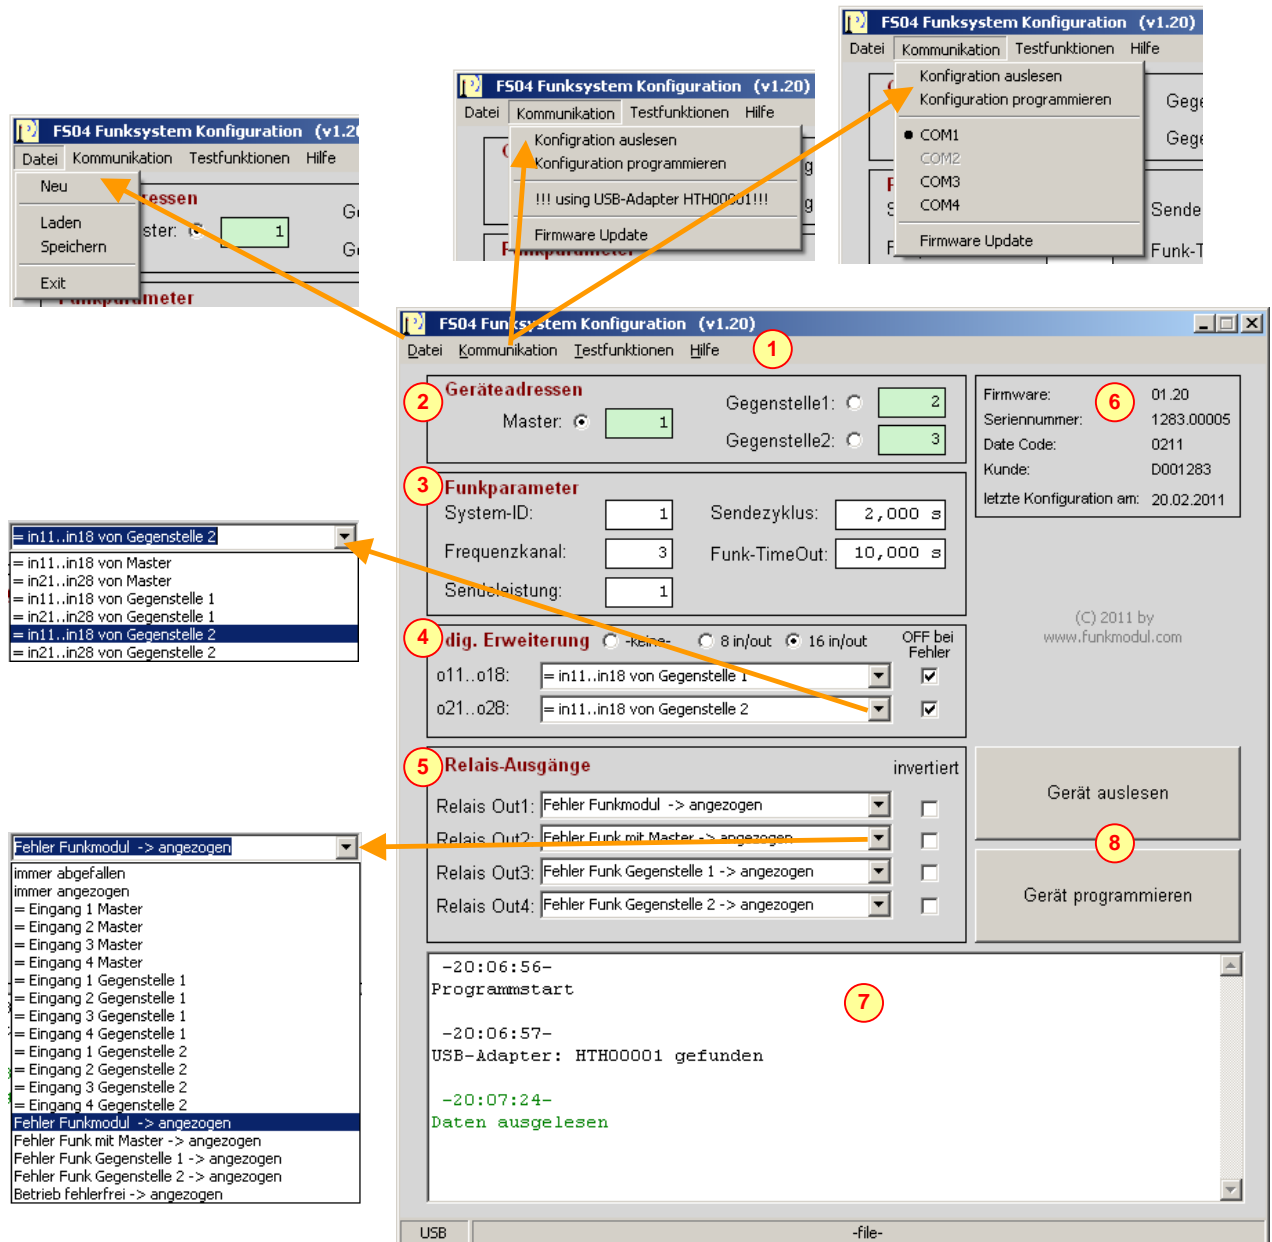 FS04 Funksystem Konfiguration (v1.20)
Datei Kommunikation Testfunktionen Hilfe
Konfigration auslesen
Konfiguration programmieren
COM1
COM2
COM3
COM4
Firmware Update
Gege
Gege
Sende
Funk-T
FS04 Funksystem Konfiguration (v1.20)
Datei Kommunikation Testfunktionen Hilfe
Konfigration auslesen
Konfiguration programmieren
!!! using USB-Adapter HTH00001!!!
Firmware Update
Funkparameter
FS04 Funksystem Konfiguration (v1.20
Datei Kommunikation Testfunktionen Hilfe
Neu
Laden
Speichern
Exit
ressen
ster: 1
Ge
Ge
Funkparameter
FS04 Funksystem Konfiguration (v1.20)
Datei Kommunikation Testfunktionen Hilfe
1
2
Geräteadressen
Master: 1
Gegenstelle1: 2
Gegenstelle2: 3
6
Firmware: 01.20
Seriennummer: 1283.00005
Date Code: 0211
Kunde: D001283
letzte Konfiguration am: 20.02.2011
3
Funkparameter
System-ID: 1 Sendezyklus: 2,000 s
Frequenzkanal: 3 Funk-TimeOut: 10,000 s
Sendeleistung: 1
(C) 2011 by
www.funkmodul.com
4
dig. Erweiterung -keine- 8 in/out 16 in/out OFF bei
Fehler
o11..o18: = in11..in18 von Gegenstelle 1
o21..o28: = in11..in18 von Gegenstelle 2
= in11..in18 von Gegenstelle 2
= in11..in18 von Master
= in21..in28 von Master
= in11..in18 von Gegenstelle 1
= in21..in28 von Gegenstelle 1
= in11..in18 von Gegenstelle 2
= in21..in28 von Gegenstelle 2
5
Relais-Ausgänge invertiert
Relais Out1: Fehler Funkmodul -> angezogen
Relais Out2: Fehler Funk mit Master -> angezogen
Relais Out3: Fehler Funk Gegenstelle 1 -> angezogen
Relais Out4: Fehler Funk Gegenstelle 2 -> angezogen
Gerät auslesen
8
Gerät programmieren
Fehler Funkmodul -> angezogen
immer abgefallen
immer angezogen
= Eingang 1 Master
= Eingang 2 Master
= Eingang 3 Master
= Eingang 4 Master
= Eingang 1 Gegenstelle 1
= Eingang 2 Gegenstelle 1
= Eingang 3 Gegenstelle 1
= Eingang 4 Gegenstelle 1
= Eingang 1 Gegenstelle 2
= Eingang 2 Gegenstelle 2
= Eingang 3 Gegenstelle 2
= Eingang 4 Gegenstelle 2
Fehler Funkmodul -> angezogen
Fehler Funk mit Master -> angezogen
Fehler Funk Gegenstelle 1 -> angezogen
Fehler Funk Gegenstelle 2 -> angezogen
Betrieb fehlerfrei -> angezogen
-20:06:56-
Programmstart
7
-20:06:57-
USB-Adapter: HTH00001 gefunden
-20:07:24-
Daten ausgelesen
USB -file-